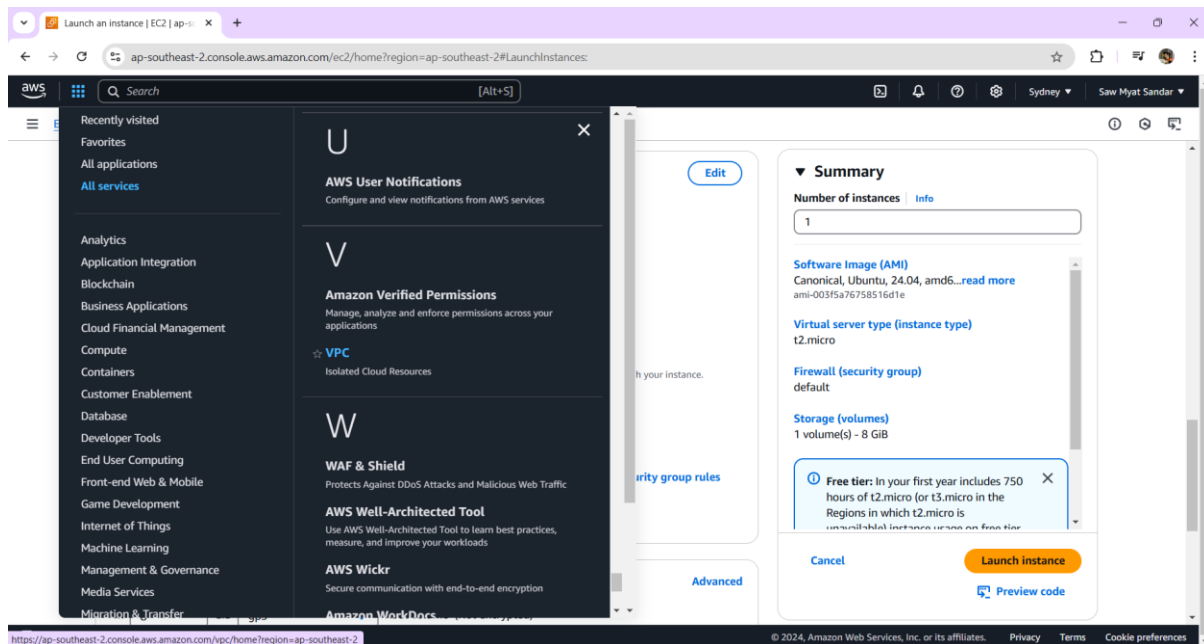 Launch an instance | EC2 | ap-so
ap-southeast-2.console.aws.amazon.com/ec2/home?region=ap-southeast-2#LaunchInstances:
aws
Search [Alt+S]
Sydney
Saw Myat Sandar
Recently visited
Favorites
All applications
All services
Analytics
Application Integration
Blockchain
Business Applications
Cloud Financial Management
Compute
Containers
Customer Enablement
Database
Developer Tools
End User Computing
Front-end Web & Mobile
Game Development
Internet of Things
Machine Learning
Management & Governance
Media Services
Migration & Transfer
U
AWS User Notifications
Configure and view notifications from AWS services
V
Amazon Verified Permissions
Manage, analyze and enforce permissions across your
applications
VPC
Isolated Cloud Resources
W
WAF & Shield
Protects Against DDoS Attacks and Malicious Web Traffic
AWS Well-Architected Tool
Use AWS Well-Architected Tool to learn best practices,
measure, and improve your workloads
AWS Wickr
Secure communication with end-to-end encryption
Amazon WorkDocs
Edit
h your instance.
urity group rules
Advanced
Summary
Number of instances Info
1
Software Image (AMI)
Canonical, Ubuntu, 24.04, amd6...read more
ami-003f5a76758516d1e
Virtual server type (instance type)
t2.micro
Firewall (security group)
default
Storage (volumes)
1 volume(s) - 8 GiB
Free tier: In your first year includes 750
hours of t2.micro (or t3.micro in the
Regions in which t2.micro is
unavailable) instance usage on free tier
Cancel
Launch instance
Preview code
https://ap-southeast-2.console.aws.amazon.com/vpc/home?region=ap-southeast-2
© 2024, Amazon Web Services, Inc. or its affiliates.
Privacy
Terms
Cookie preferences